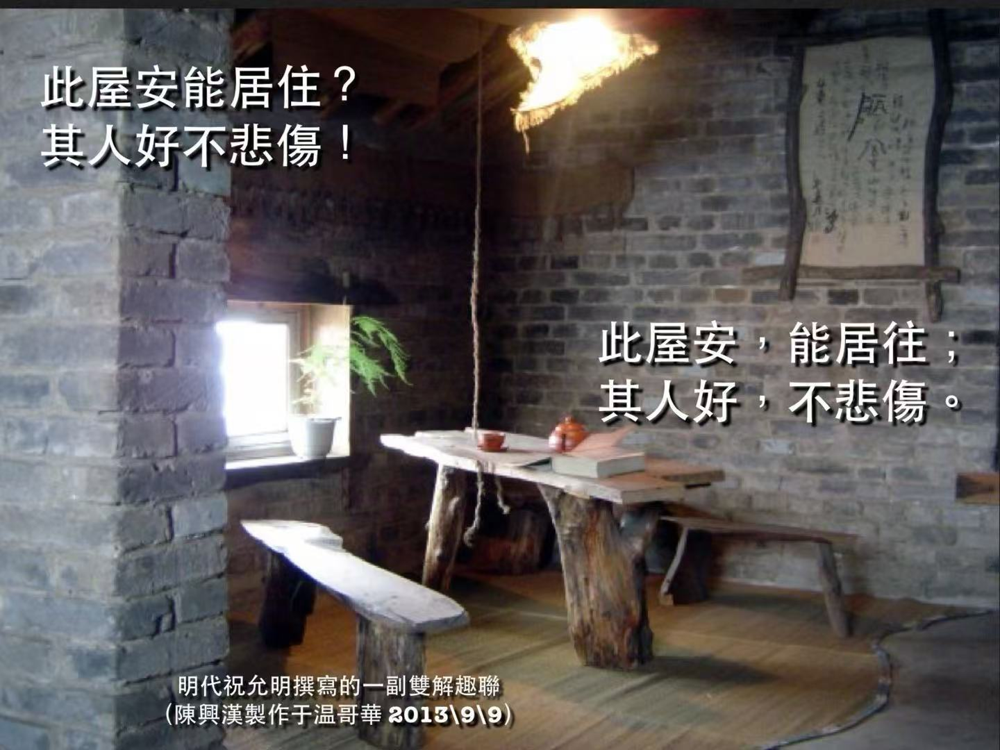 此屋安能居住？
其人好不悲傷！
此屋安，能居往；
其人好，不悲傷。
明代祝允明撰寫的一副雙解趣聯
(陳興漢製作于温哥華 2013\9\9)